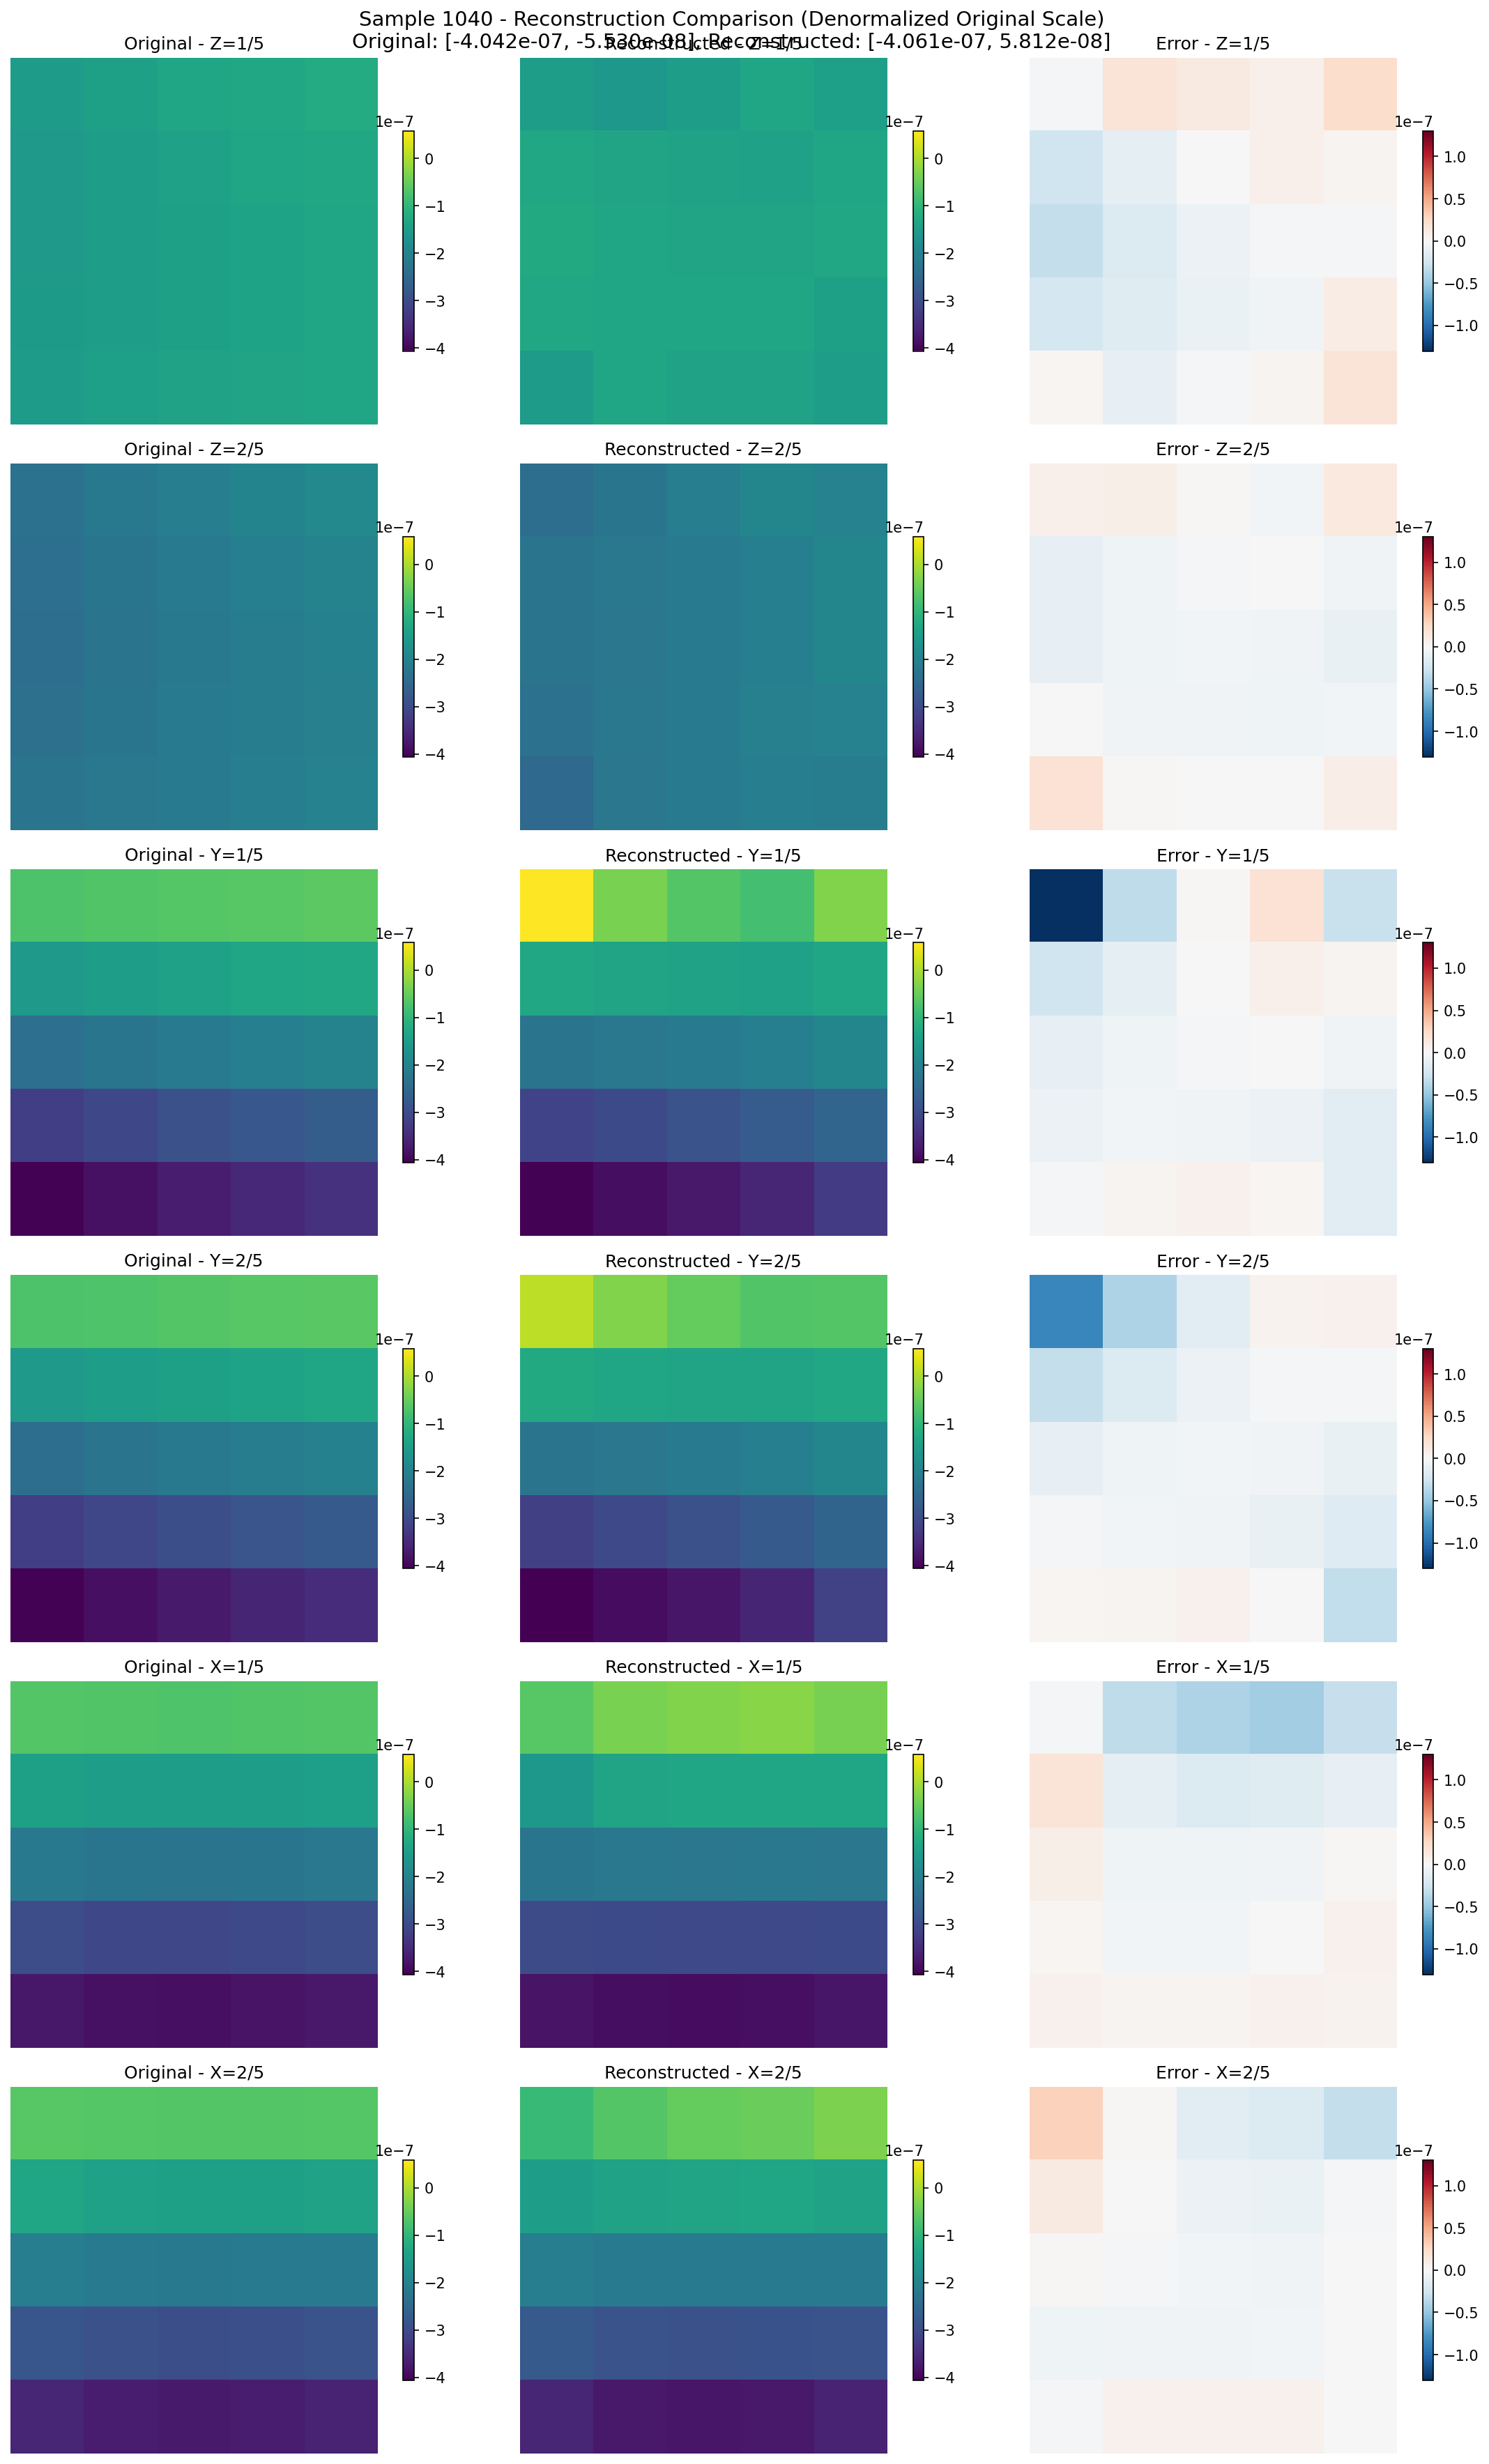 Sample 1040 - Reconstruction Comparison (Denormalized Original Scale)
Original: [-4.042e-07, -5.530e-08], Reconstructed: [-4.061e-07, 5.812e-08]
Original - Z=1/5
Reconstructed - Z=1/5
Error - Z=1/5
1e−7
0
−1
−2
−3
−4
1e−7
0
−1
−2
−3
−4
1e−7
1.0
0.5
0.0
−0.5
−1.0
Original - Z=2/5
Reconstructed - Z=2/5
Error - Z=2/5
1e−7
0
−1
−2
−3
−4
1e−7
0
−1
−2
−3
−4
1e−7
1.0
0.5
0.0
−0.5
−1.0
Original - Y=1/5
Reconstructed - Y=1/5
Error - Y=1/5
1e−7
0
−1
−2
−3
−4
1e−7
0
−1
−2
−3
−4
1e−7
1.0
0.5
0.0
−0.5
−1.0
Original - Y=2/5
Reconstructed - Y=2/5
Error - Y=2/5
1e−7
0
−1
−2
−3
−4
1e−7
0
−1
−2
−3
−4
1e−7
1.0
0.5
0.0
−0.5
−1.0
Original - X=1/5
Reconstructed - X=1/5
Error - X=1/5
1e−7
0
−1
−2
−3
−4
1e−7
0
−1
−2
−3
−4
1e−7
1.0
0.5
0.0
−0.5
−1.0
Original - X=2/5
Reconstructed - X=2/5
Error - X=2/5
1e−7
0
−1
−2
−3
−4
1e−7
0
−1
−2
−3
−4
1e−7
1.0
0.5
0.0
−0.5
−1.0